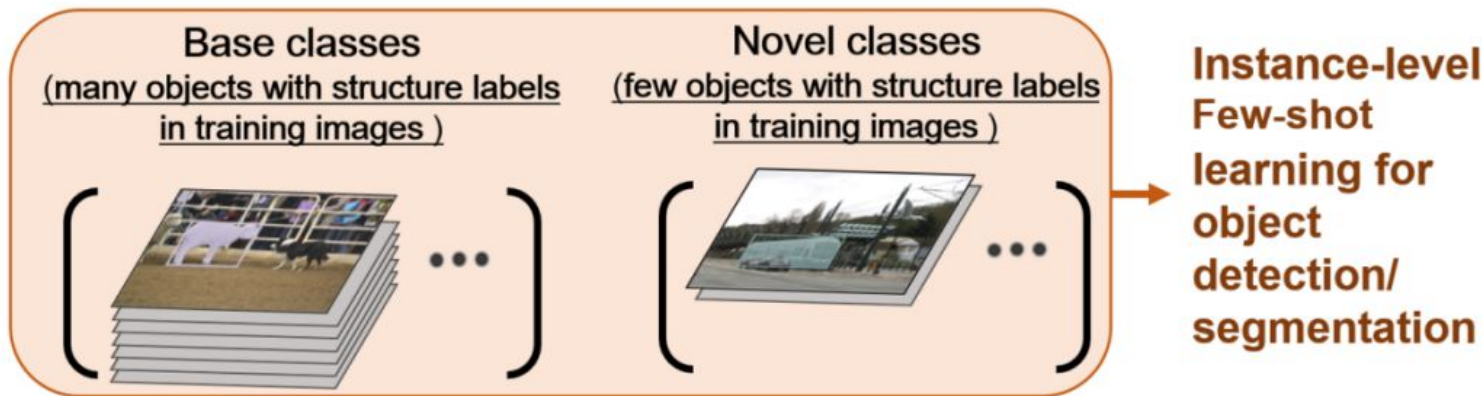 Base classes
(many objects with structure labels
in training images )
Novel classes
(few objects with structure labels
in training images )
Instance-level
Few-shot
learning for
object
detection/
segmentation